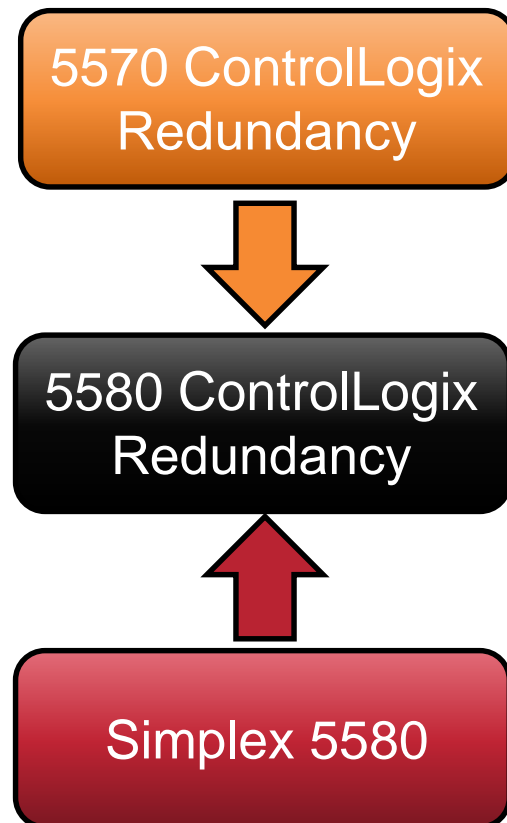 5570 ControlLogix
Redundancy
5580 ControlLogix
Redundancy
Simplex 5580